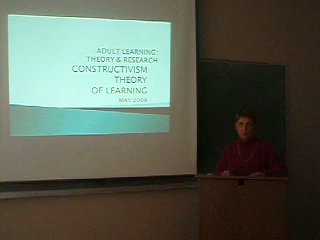 ADULT LEARNING:
THEORY & RESEARCH
CONSTRUCTIVISM
THEORY
OF LEARNING
MAY 2009